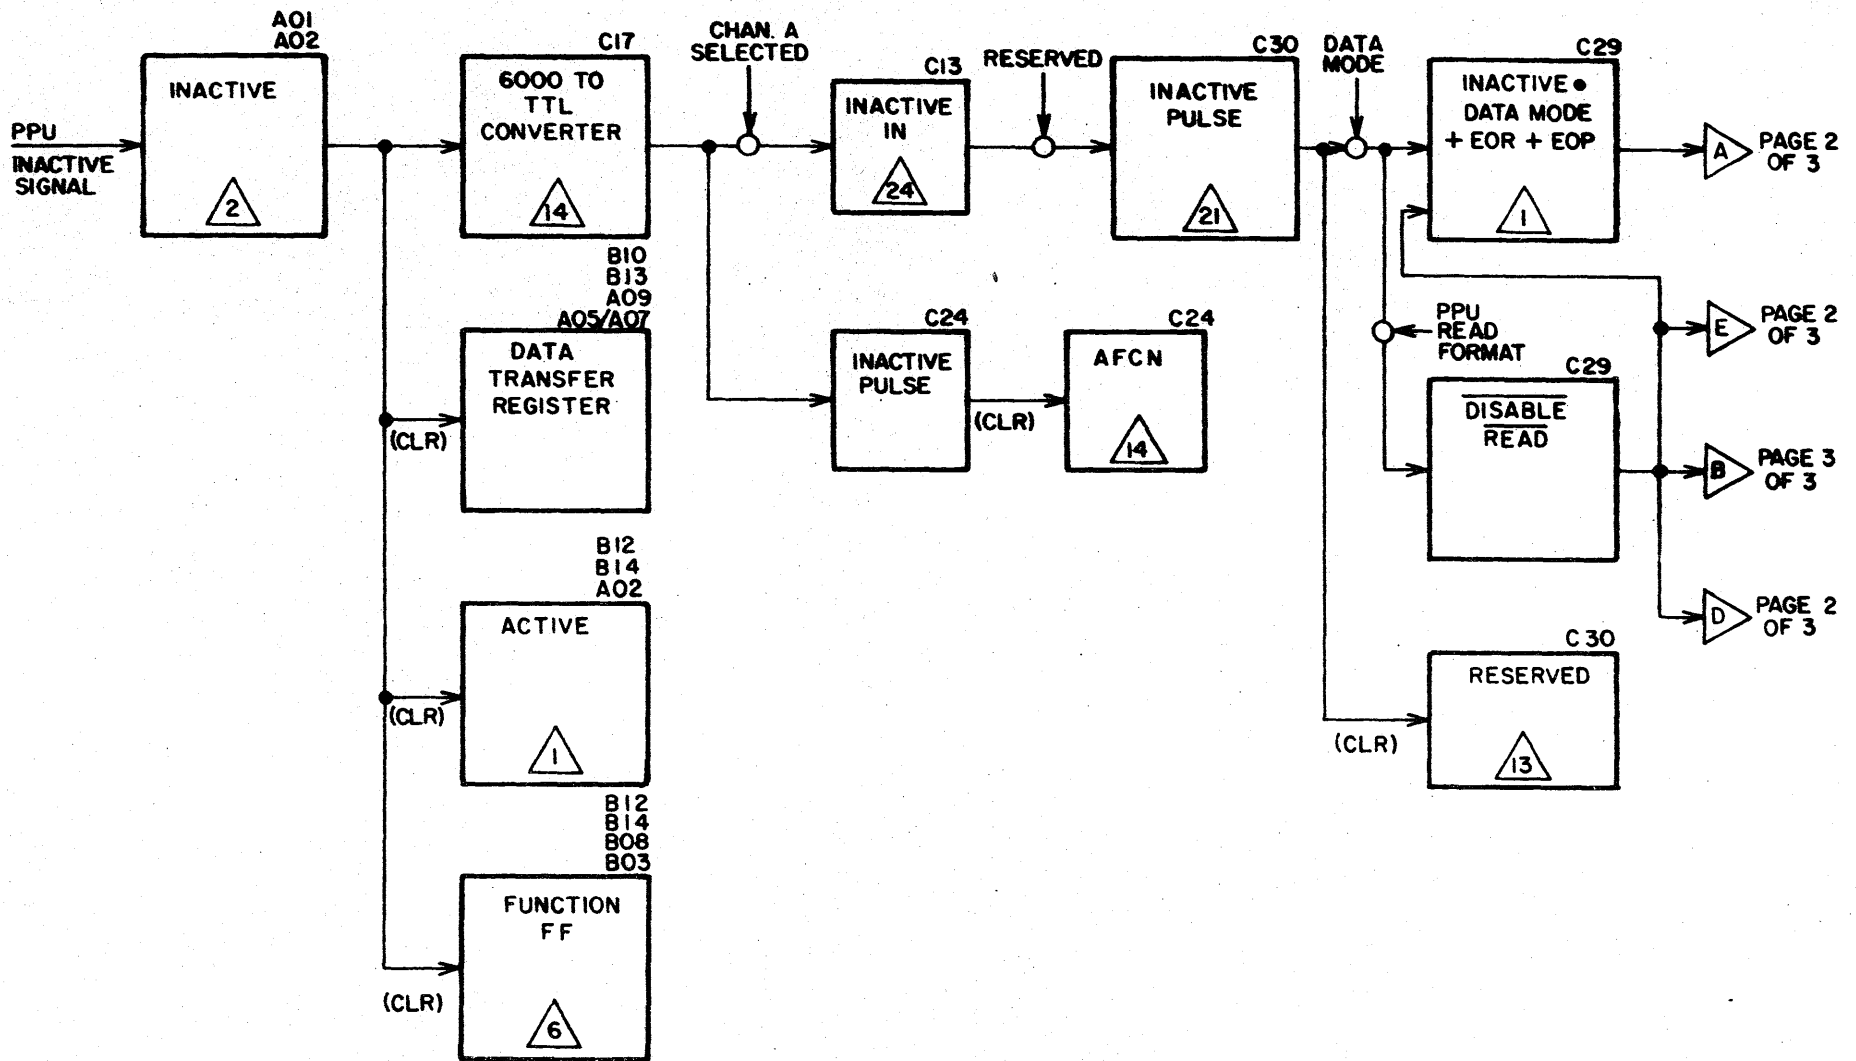 PPU
INACTIVE
SIGNAL
A01
A02
INACTIVE
2
C17
6000 TO
TTL
CONVERTER
14
CHAN. A
SELECTED
C13
INACTIVE
IN
24
RESERVED
C30
INACTIVE
PULSE
21
DATA
MODE
C29
INACTIVE •
DATA MODE
+ EOR + EOP
1
A
PAGE 2
OF 3
B10
B13
A09
A05/A07
DATA
TRANSFER
REGISTER
(CLR)
C24
INACTIVE
PULSE
(CLR)
C24
AFCN
14
PPU
READ
FORMAT
C29
DISABLE
READ
E
PAGE 2
OF 3
B
PAGE 3
OF 3
D
PAGE 2
OF 3
B12
B14
A02
ACTIVE
(CLR)
1
C30
RESERVED
(CLR)
13
B12
B14
B08
B03
FUNCTION
FF
(CLR)
6